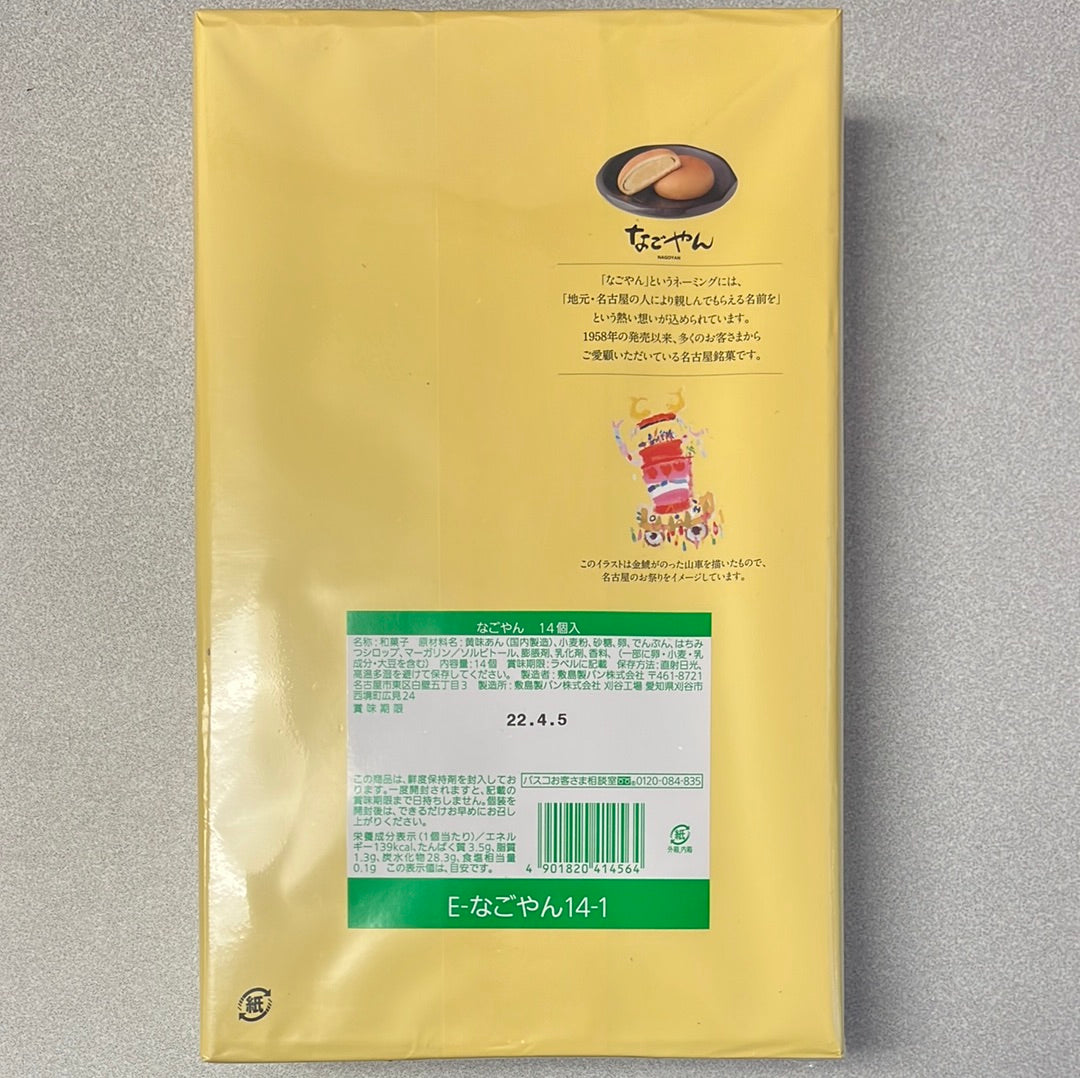 なごやん
NAGOYAN
「なごやん」というネーミングには、
「地元・名古屋の人により親しんでもらえる名前を」
という熱い想いが込められています。
1958年の発売以来、多くのお客さまから
ご愛顧いただいている名古屋銘菓です。
このイラストは金鯱がのった山車を描いたもので、
名古屋のお祭りをイメージしています。
なごやん 14個入
名称:和菓子 原材料名:黄味あん(国内製造)、小麦粉、砂糖、卵、でんぷん、はちみ
つシロップ、マーガリン/ソルビトール、膨脹剤、乳化剤、香料、(一部に卵・小麦・乳
成分・大豆を含む) 内容量:14個 賞味期限:ラベルに記載 保存方法:直射日光、
高温多湿を避けて保存してください。 製造者:敷島製パン株式会社 〒461-8721
名古屋市東区白壁五丁目3 製造所:敷島製パン株式会社 刈谷工場 愛知県刈谷市
西境町広見24
賞味期限
22.4.5
この商品は、鮮度保持剤を封入してお
ります。一度開封されますと、記載の
賞味期限まで日持ちしません。個装を
開封後は、できるだけお早めにお召し
上がりください。
栄養成分表示(1個当たり)/エネル
ギー139kcal、たんぱく質3.5g、脂質
1.3g、炭水化物28.3g、食塩相当量
0.1g この表示値は、目安です。
パスコお客さま相談室 0120-084-835
4 901820 414564
紙
外箱、内箱
E-なごやん14-1
紙